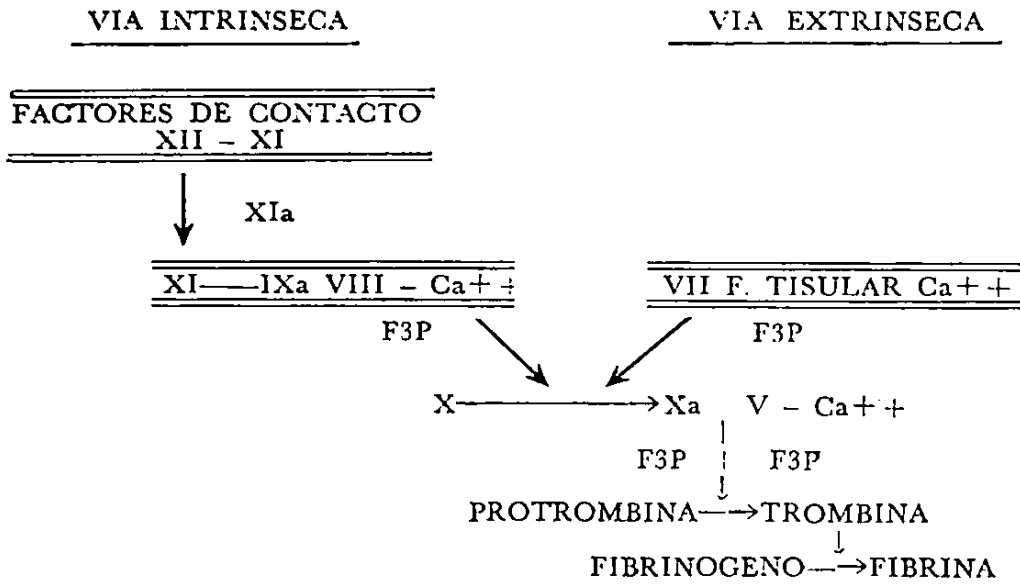 VIA INTRINSECA
VIA EXTRINSECA
FACTORES DE CONTACTO
XII – XI
XIa
XI——IXa VIII – Ca++
VII F. TISULAR Ca++
F3P
F3P
X
Xa V – Ca++
F3P
F3P
PROTROMBINA
TROMBINA
FIBRINOGENO
FIBRINA